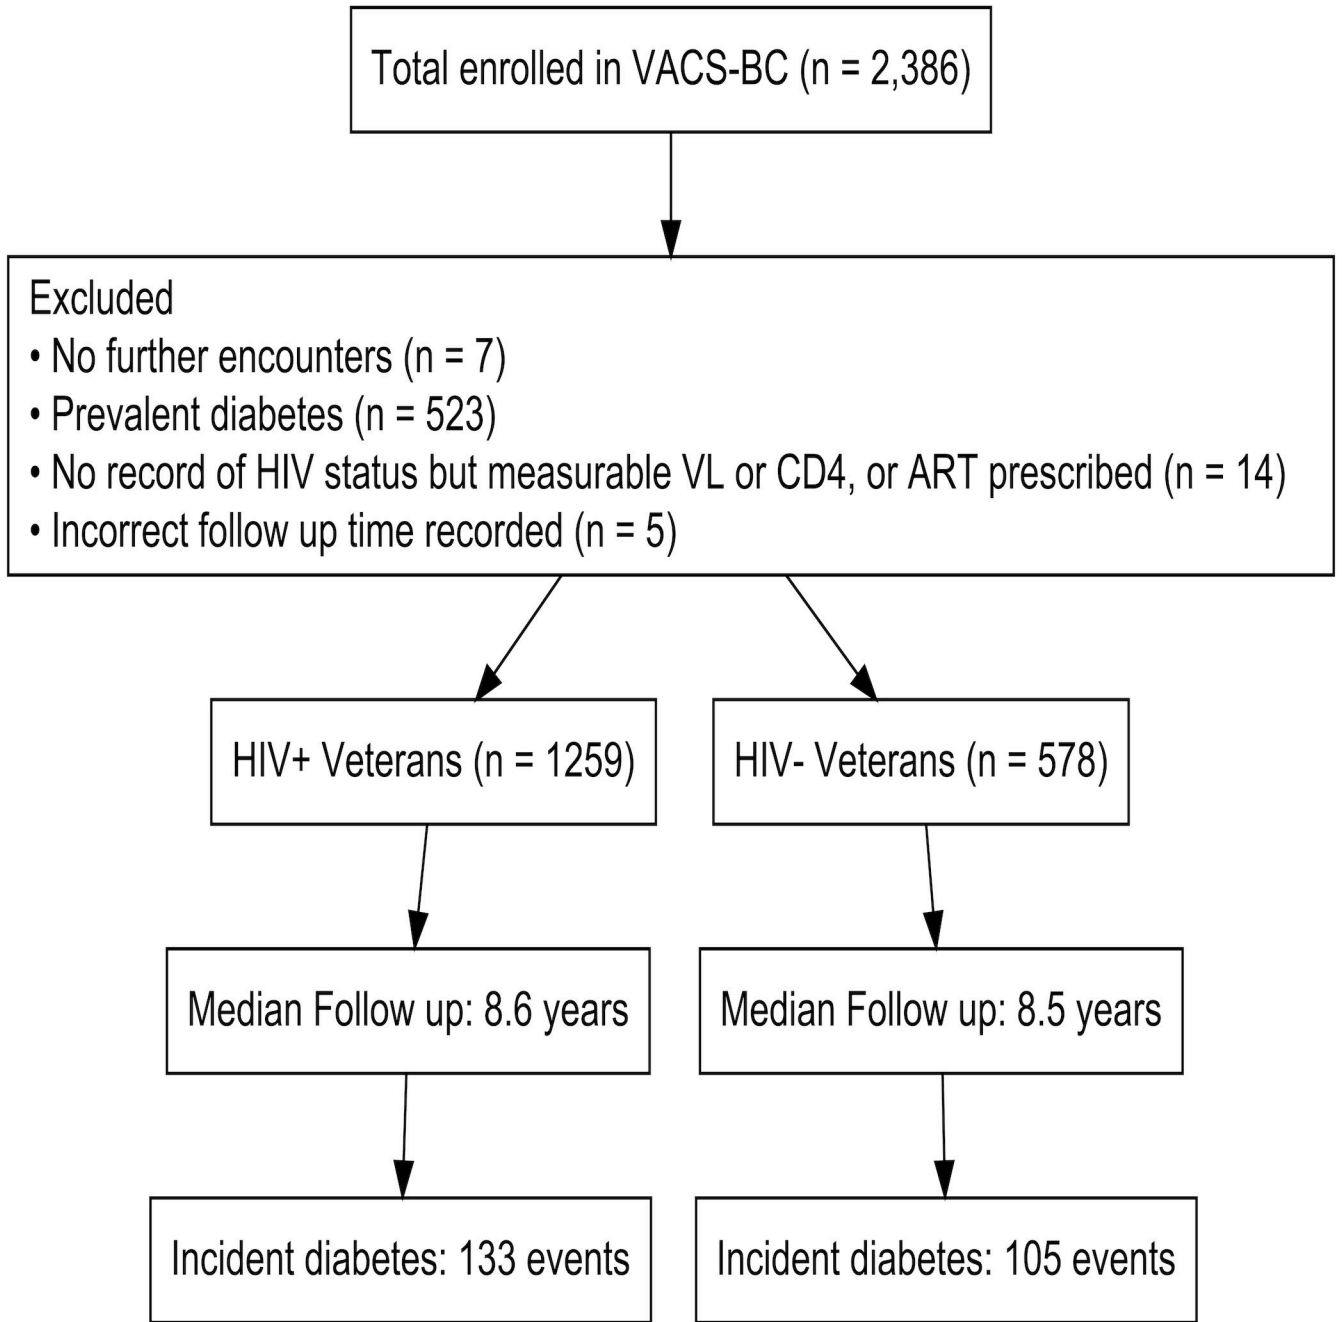 Total enrolled in VACS-BC (n = 2,386)
Excluded
• No further encounters (n = 7)
• Prevalent diabetes (n = 523)
• No record of HIV status but measurable VL or CD4, or ART prescribed (n = 14)
• Incorrect follow up time recorded (n = 5)
HIV+ Veterans (n = 1259)
HIV- Veterans (n = 578)
Median Follow up: 8.6 years
Median Follow up: 8.5 years
Incident diabetes: 133 events
Incident diabetes: 105 events